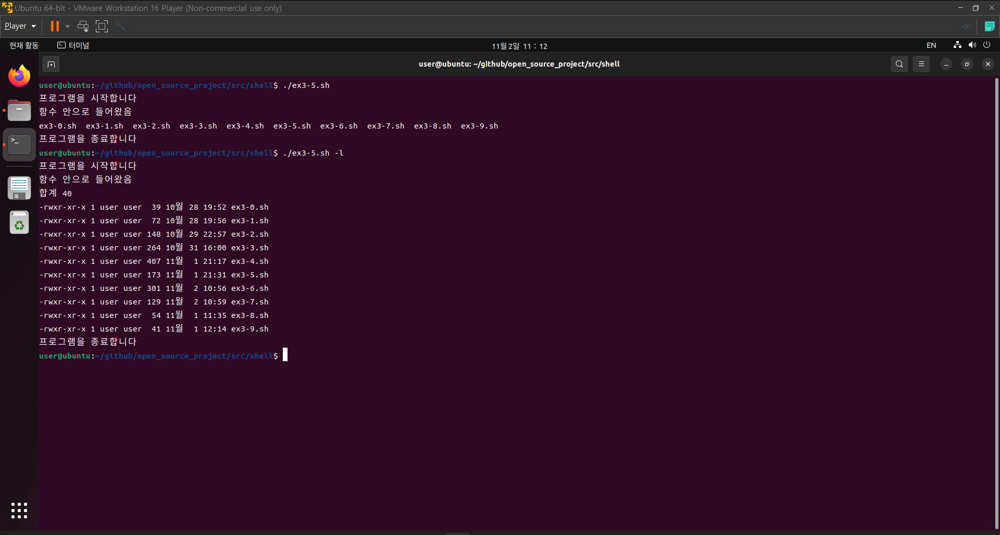 Ubuntu 64-bit - VMware Workstation 16 Player (Non-commercial use only)
Player
현재 활동 터미널 11월 2일 11 : 12 EN
user@ubuntu: ~/github/open_source_project/src/shell
user@ubuntu:~/github/open_source_project/src/shell$ ./ex3-5.sh
프로그램을 시작합니다
함수 안으로 들어왔음
ex3-0.sh ex3-1.sh ex3-2.sh ex3-3.sh ex3-4.sh ex3-5.sh ex3-6.sh ex3-7.sh ex3-8.sh ex3-9.sh
프로그램을 종료합니다
user@ubuntu:~/github/open_source_project/src/shell$ ./ex3-5.sh -l
프로그램을 시작합니다
함수 안으로 들어왔음
합계 40
-rwxr-xr-x 1 user user  39 10월 28 19:52 ex3-0.sh
-rwxr-xr-x 1 user user  72 10월 28 19:56 ex3-1.sh
-rwxr-xr-x 1 user user 148 10월 29 22:57 ex3-2.sh
-rwxr-xr-x 1 user user 264 10월 31 16:00 ex3-3.sh
-rwxr-xr-x 1 user user 407 11월  1 21:17 ex3-4.sh
-rwxr-xr-x 1 user user 173 11월  1 21:31 ex3-5.sh
-rwxr-xr-x 1 user user 301 11월  2 10:56 ex3-6.sh
-rwxr-xr-x 1 user user 129 11월  2 10:59 ex3-7.sh
-rwxr-xr-x 1 user user  54 11월  1 11:35 ex3-8.sh
-rwxr-xr-x 1 user user  41 11월  1 12:14 ex3-9.sh
프로그램을 종료합니다
user@ubuntu:~/github/open_source_project/src/shell$